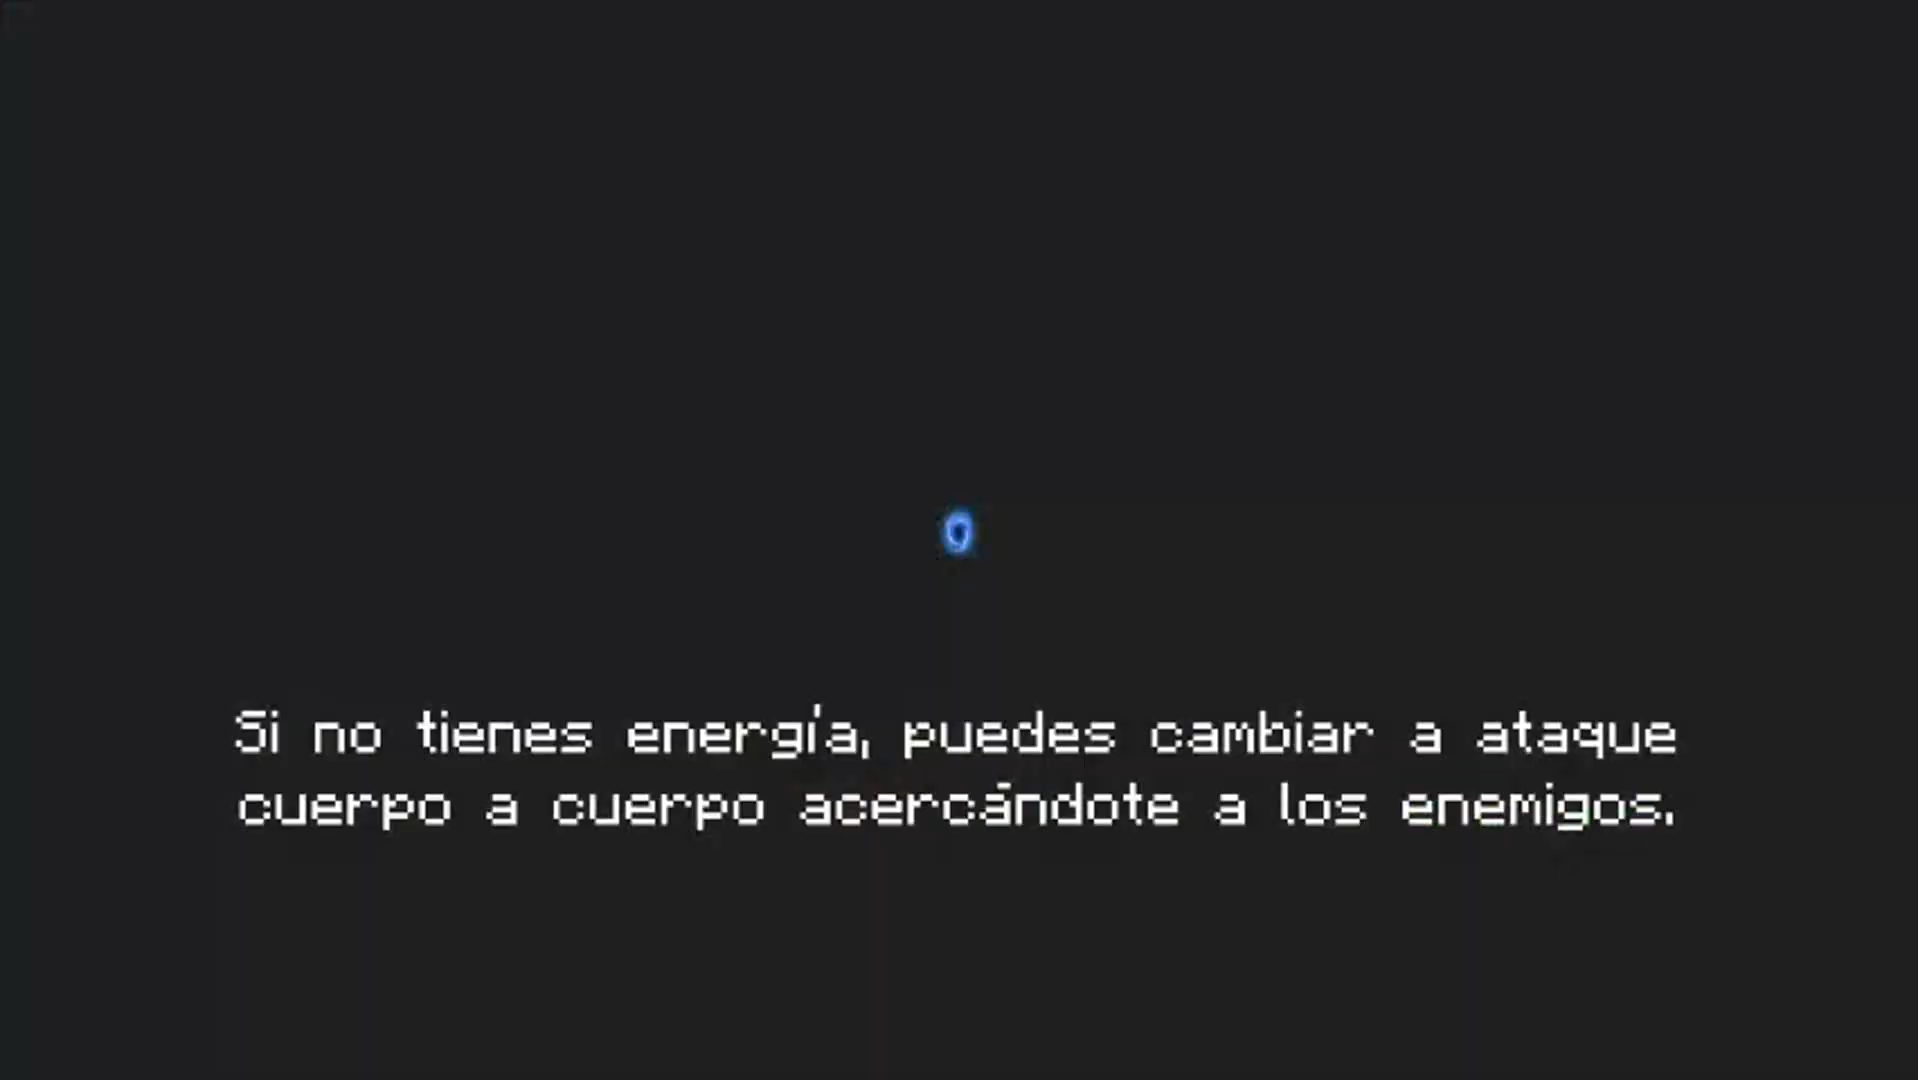 Si no tienes energía, puedes cambiar a ataque
cuerpo a cuerpo acercándote a los enemigos.